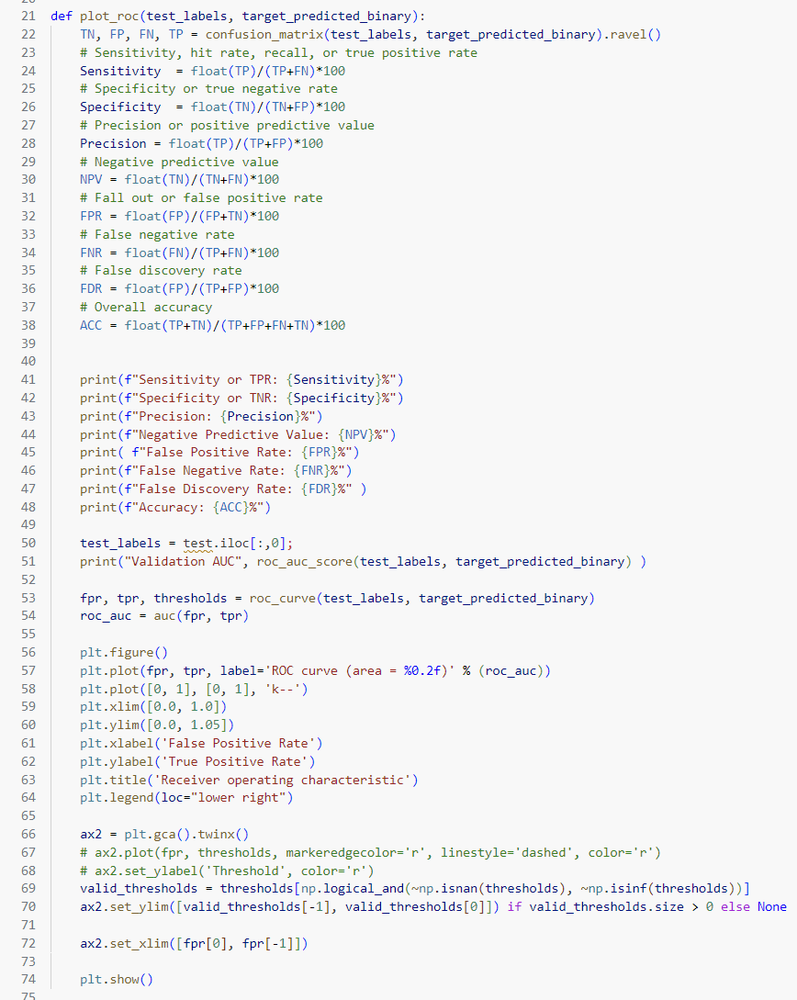 21 def plot_roc(test_labels, target_predicted_binary):
22     TN, FP, FN, TP = confusion_matrix(test_labels, target_predicted_binary).ravel()
23     # Sensitivity, hit rate, recall, or true positive rate
24     Sensitivity  = float(TP)/(TP+FN)*100
25     # Specificity or true negative rate
26     Specificity  = float(TN)/(TN+FP)*100
27     # Precision or positive predictive value
28     Precision = float(TP)/(TP+FP)*100
29     # Negative predictive value
30     NPV = float(TN)/(TN+FN)*100
31     # Fall out or false positive rate
32     FPR = float(FP)/(FP+TN)*100
33     # False negative rate
34     FNR = float(FN)/(TP+FN)*100
35     # False discovery rate
36     FDR = float(FP)/(TP+FP)*100
37     # Overall accuracy
38     ACC = float(TP+TN)/(TP+FP+FN+TN)*100
39
40
41     print(f"Sensitivity or TPR: {Sensitivity}%")
42     print(f"Specificity or TNR: {Specificity}%")
43     print(f"Precision: {Precision}%")
44     print(f"Negative Predictive Value: {NPV}%")
45     print( f"False Positive Rate: {FPR}%")
46     print(f"False Negative Rate: {FNR}%")
47     print(f"False Discovery Rate: {FDR}%" )
48     print(f"Accuracy: {ACC}%")
49
50     test_labels = test.iloc[:,0];
51     print("Validation AUC", roc_auc_score(test_labels, target_predicted_binary) )
52
53     fpr, tpr, thresholds = roc_curve(test_labels, target_predicted_binary)
54     roc_auc = auc(fpr, tpr)
55
56     plt.figure()
57     plt.plot(fpr, tpr, label='ROC curve (area = %0.2f)' % (roc_auc))
58     plt.plot([0, 1], [0, 1], 'k--')
59     plt.xlim([0.0, 1.0])
60     plt.ylim([0.0, 1.05])
61     plt.xlabel('False Positive Rate')
62     plt.ylabel('True Positive Rate')
63     plt.title('Receiver operating characteristic')
64     plt.legend(loc="lower right")
65
66     ax2 = plt.gca().twinx()
67     # ax2.plot(fpr, thresholds, markeredgecolor='r', linestyle='dashed', color='r')
68     # ax2.set_ylabel('Threshold', color='r')
69     valid_thresholds = thresholds[np.logical_and(~np.isnan(thresholds), ~np.isinf(thresholds))]
70     ax2.set_ylim([valid_thresholds[-1], valid_thresholds[0]]) if valid_thresholds.size > 0 else None
71
72     ax2.set_xlim([fpr[0], fpr[-1]])
73
74     plt.show()
75